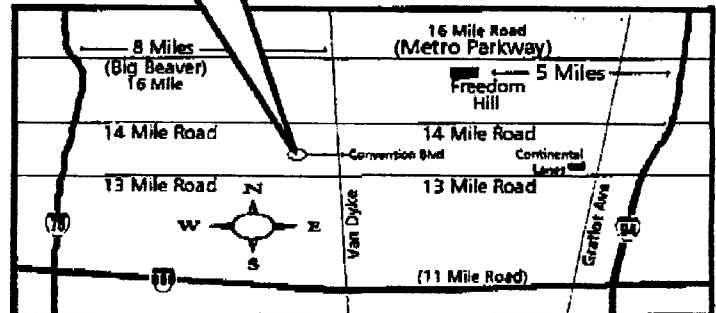 16 Mile Road
8 Miles
(Metro Parkway)
(Big Beaver)
16 Mile
5 Miles
Freedom
Hill
14 Mile Road
14 Mile Road
Convention Blvd
Continental
Lanes
13 Mile Road
13 Mile Road
N
W
E
S
Van Dyke
Gratiot Ave
(11 Mile Road)